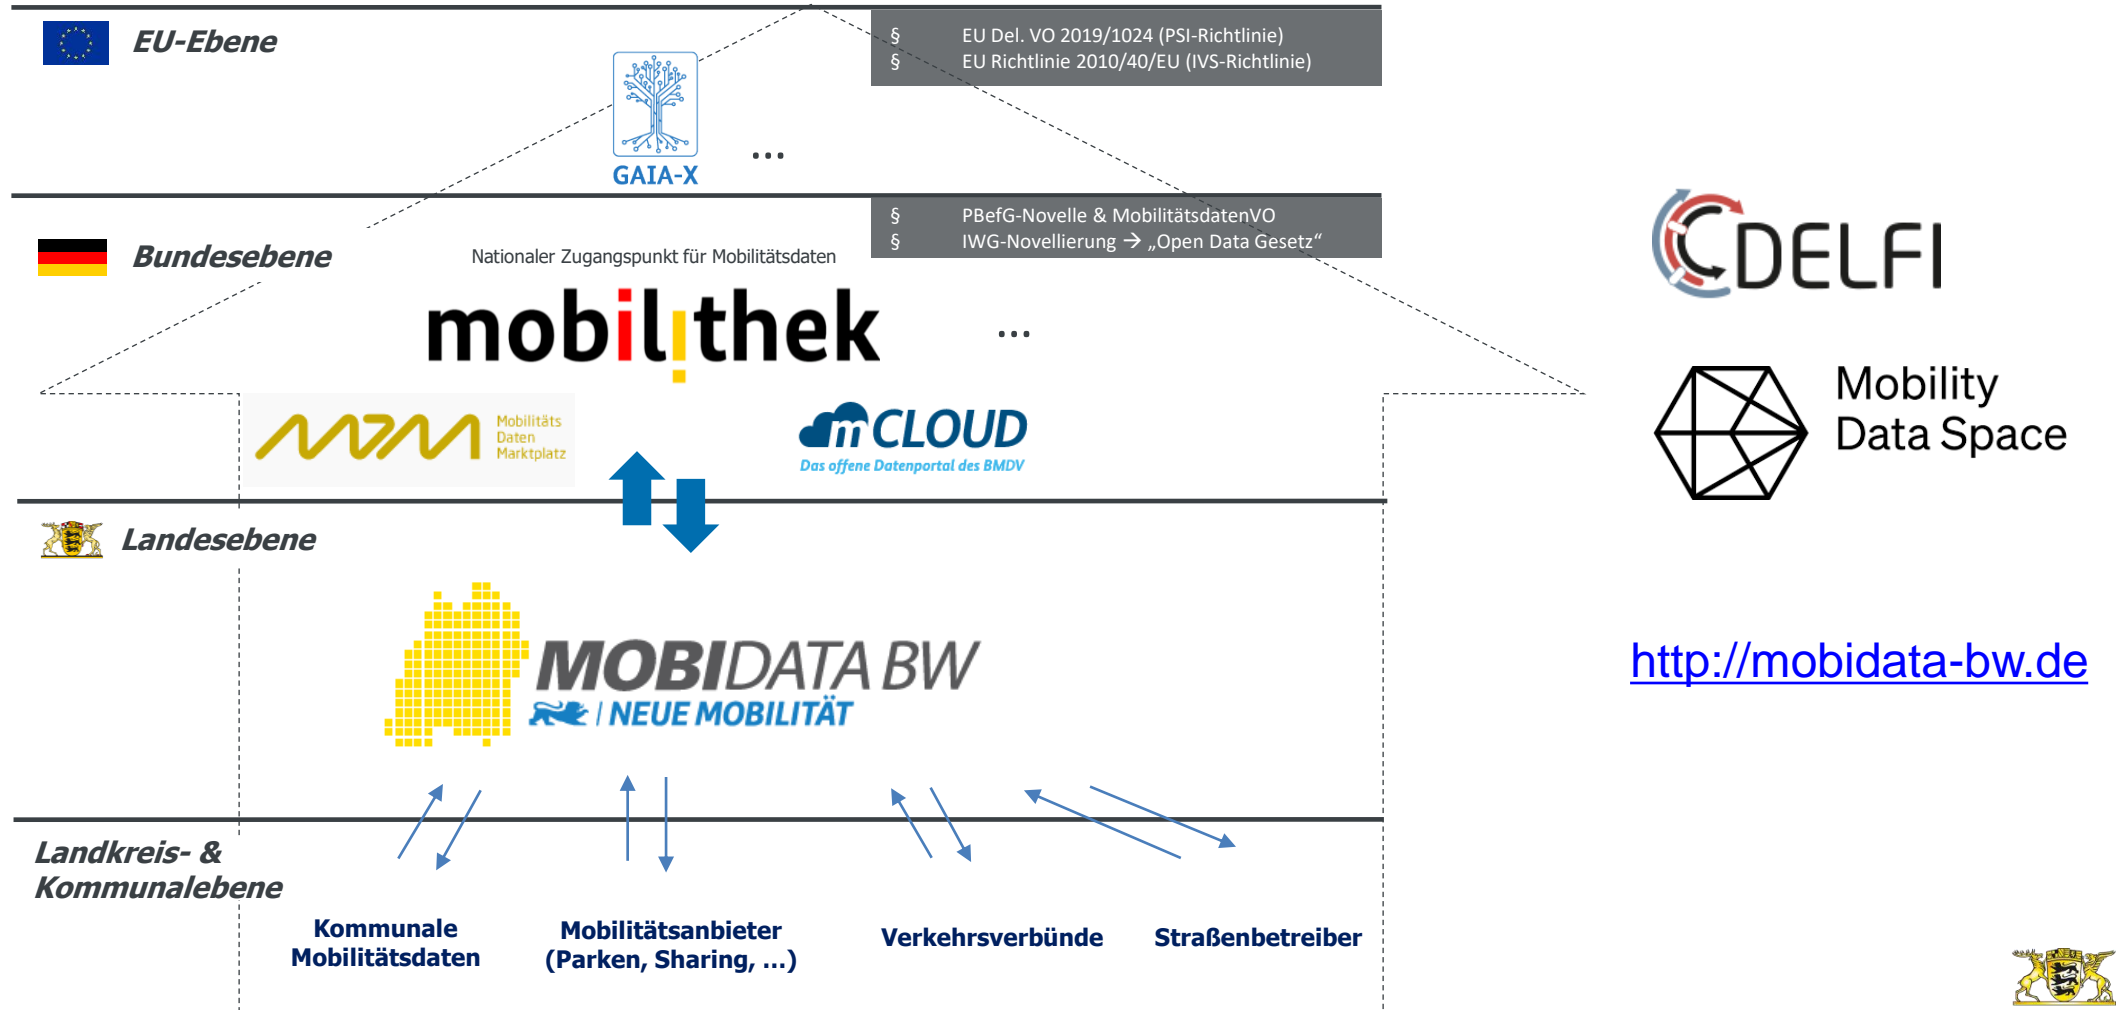 EU-Ebene
§ EU Del. VO 2019/1024 (PSI-Richtlinie)
§ EU Richtlinie 2010/40/EU (IVS-Richtlinie)
GAIA-X
...
Bundesebene
§ PBefG-Novelle & MobilitätsdatenVO
§ IWG-Novellierung → „Open Data Gesetz“
Nationaler Zugangspunkt für Mobilitätsdaten
mobilithek
...
MDM
Mobilitäts
Daten
Marktplatz
mCLOUD
Das offene Datenportal des BMDV
DELFI
Mobility
Data Space
Landesebene
MOBIDATA BW
| NEUE MOBILITÄT
http://mobidata-bw.de
Landkreis- &
Kommunalebene
Kommunale
Mobilitätsdaten
Mobilitätsanbieter
(Parken, Sharing, ...)
Verkehrsverbünde
Straßenbetreiber